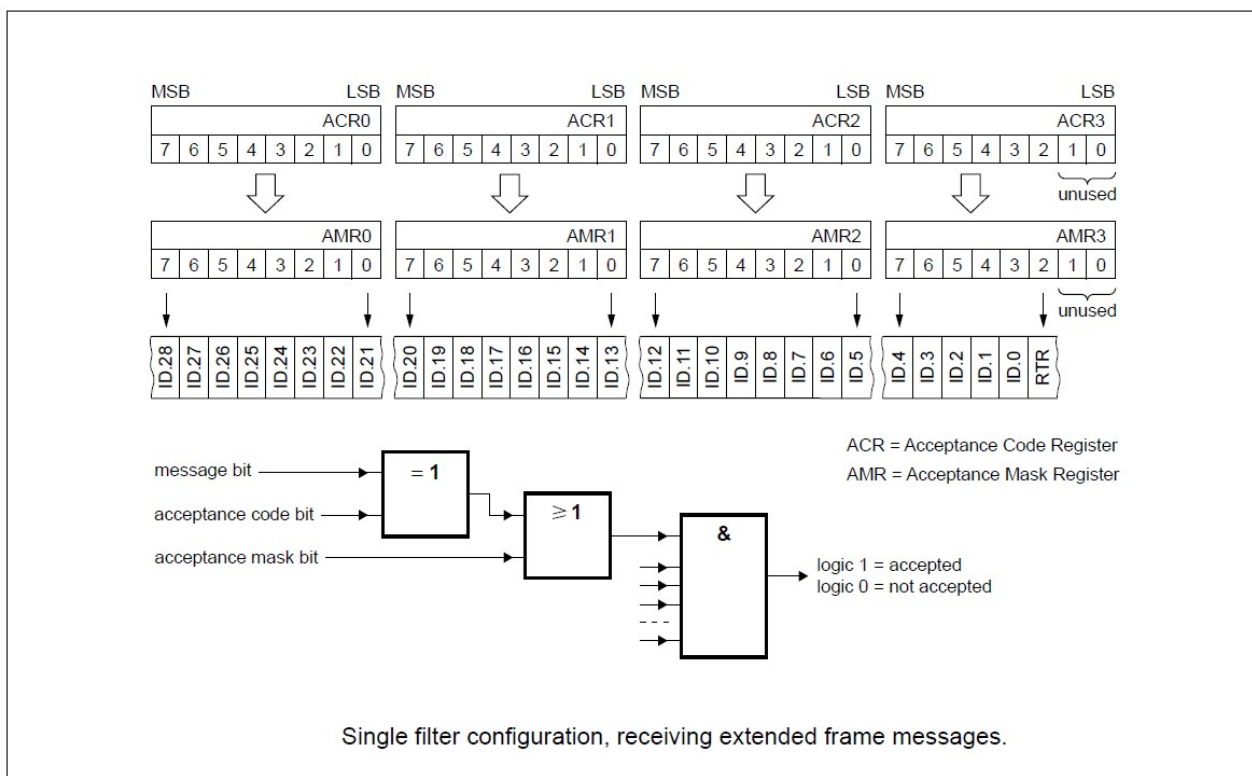 MSB LSB MSB LSB MSB LSB MSB LSB
ACR0 ACR1 ACR2 ACR3
7 6 5 4 3 2 1 0 7 6 5 4 3 2 1 0 7 6 5 4 3 2 1 0 7 6 5 4 3 2 1 0
unused
AMR0 AMR1 AMR2 AMR3
7 6 5 4 3 2 1 0 7 6 5 4 3 2 1 0 7 6 5 4 3 2 1 0 7 6 5 4 3 2 1 0
unused
ID.28 ID.27 ID.26 ID.25 ID.24 ID.23 ID.22 ID.21 ID.20 ID.19 ID.18 ID.17 ID.16 ID.15 ID.14 ID.13 ID.12 ID.11 ID.10 ID.9 ID.8 ID.7 ID.6 ID.5 ID.4 ID.3 ID.2 ID.1 ID.0 RTR
ACR = Acceptance Code Register
AMR = Acceptance Mask Register
message bit
= 1
acceptance code bit
≥ 1
acceptance mask bit
&
logic 1 = accepted
logic 0 = not accepted
Single filter configuration, receiving extended frame messages.